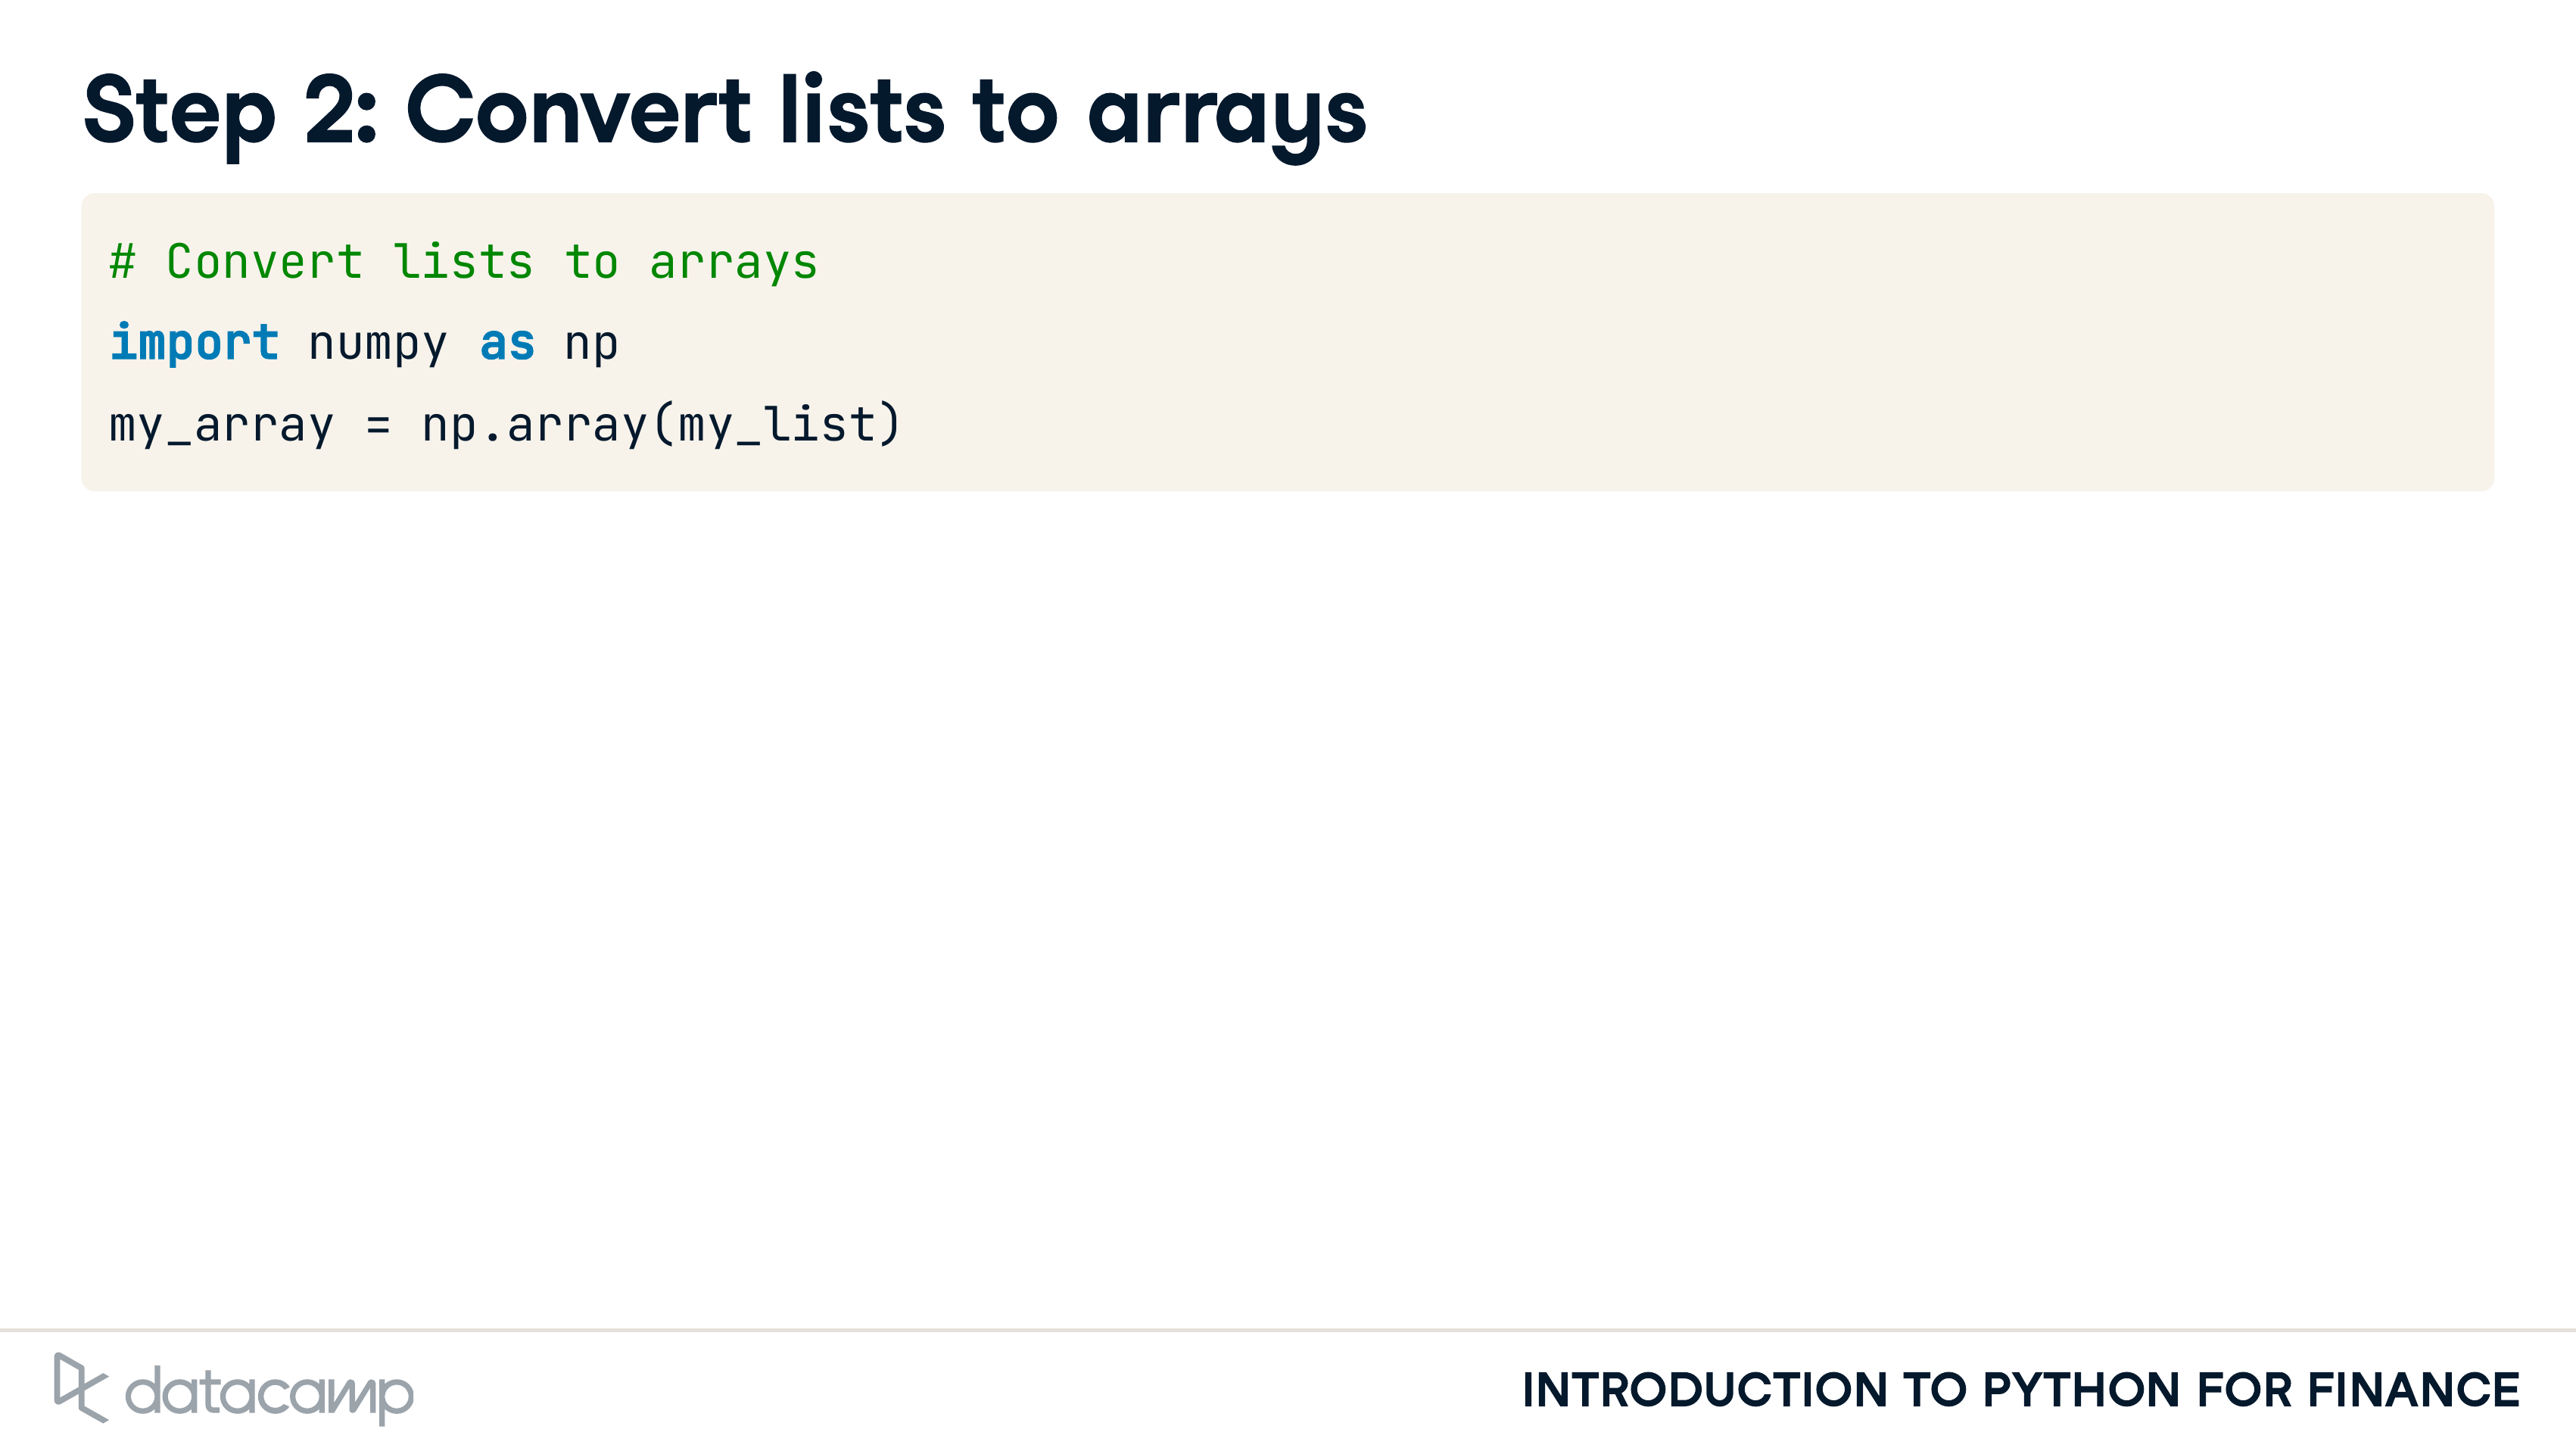 Step 2: Convert lists to arrays
# Convert lists to arrays
import numpy as np
my_array = np.array(my_list)
datacamp
INTRODUCTION TO PYTHON FOR FINANCE